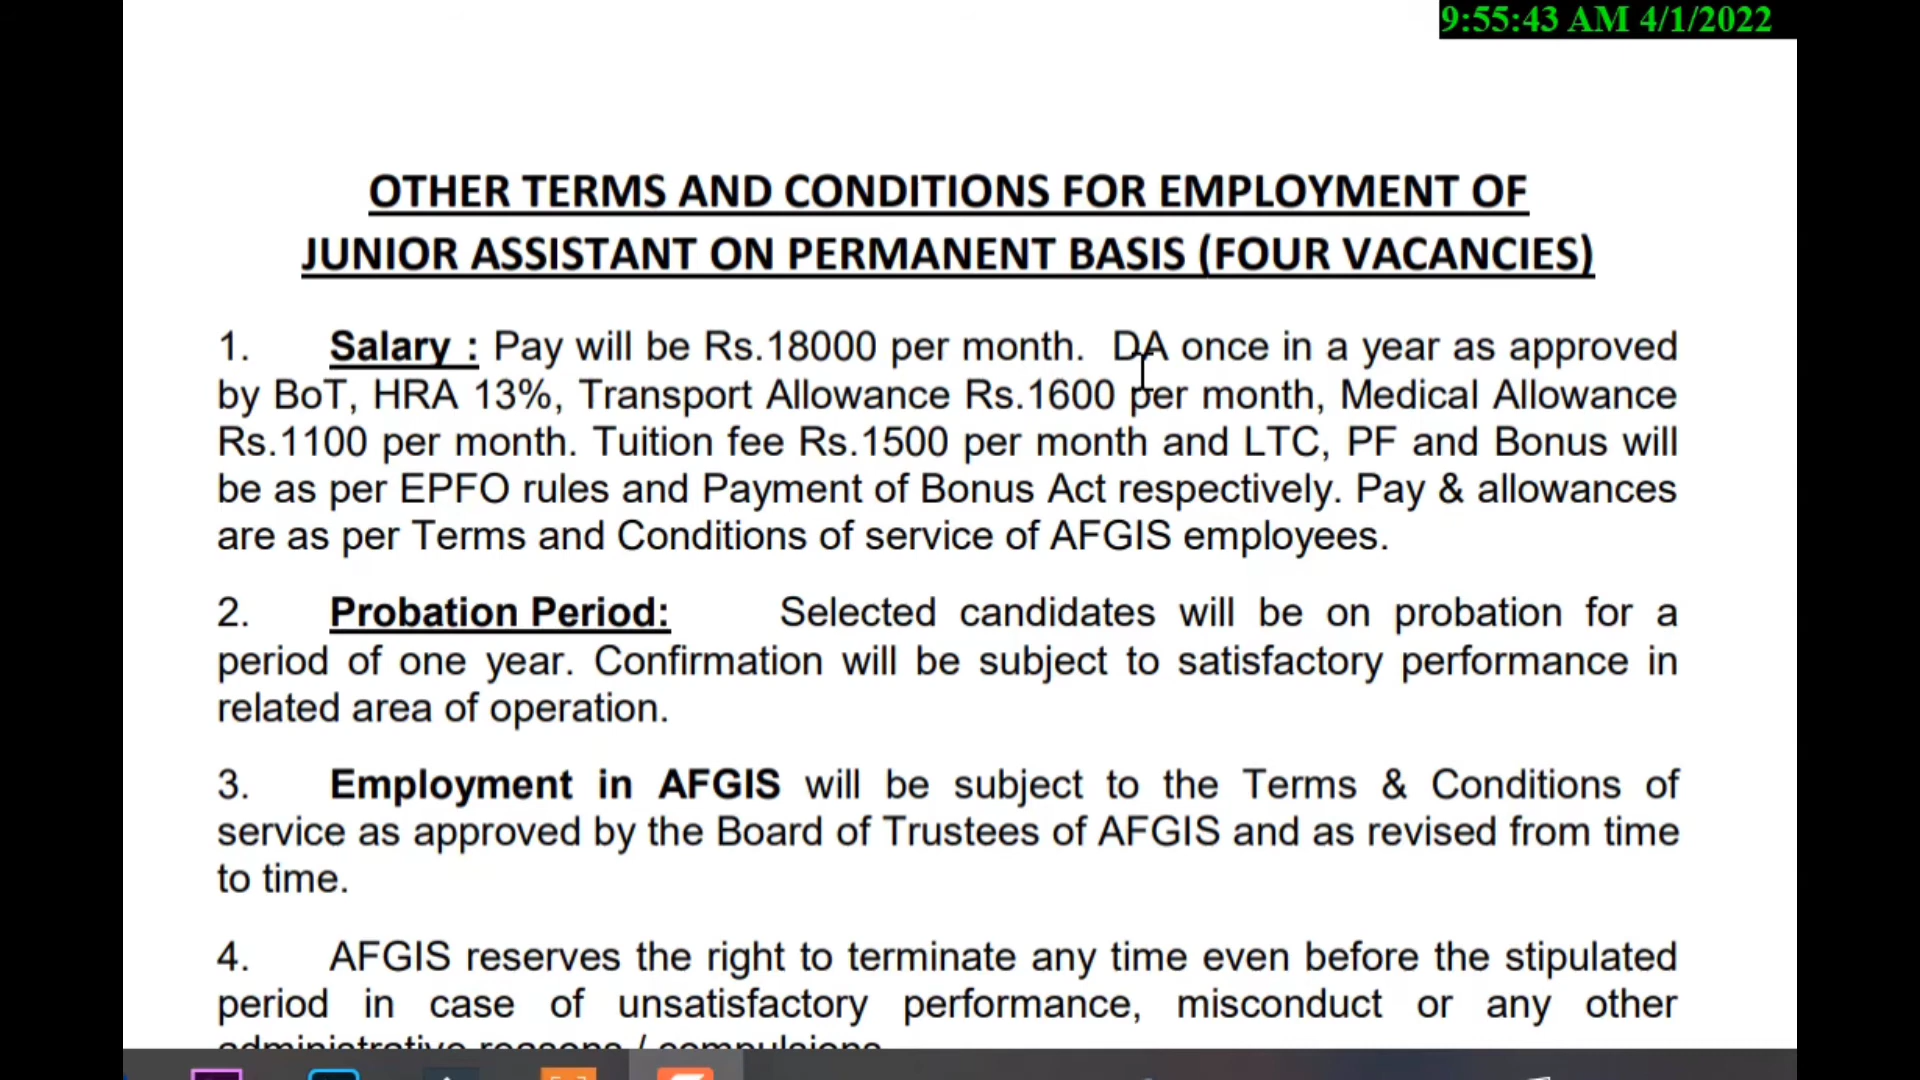 9:55:43 AM 4/1/2022
OTHER TERMS AND CONDITIONS FOR EMPLOYMENT OF
JUNIOR ASSISTANT ON PERMANENT BASIS (FOUR VACANCIES)
1. Salary : Pay will be Rs.18000 per month. DA once in a year as approved
by BoT, HRA 13%, Transport Allowance Rs.1600 per month, Medical Allowance
Rs.1100 per month. Tuition fee Rs.1500 per month and LTC, PF and Bonus will
be as per EPFO rules and Payment of Bonus Act respectively. Pay & allowances
are as per Terms and Conditions of service of AFGIS employees.
2. Probation Period: Selected candidates will be on probation for a
period of one year. Confirmation will be subject to satisfactory performance in
related area of operation.
3. Employment in AFGIS will be subject to the Terms & Conditions of
service as approved by the Board of Trustees of AFGIS and as revised from time
to time.
4. AFGIS reserves the right to terminate any time even before the stipulated
period in case of unsatisfactory performance, misconduct or any other
administrative reasons / compulsions